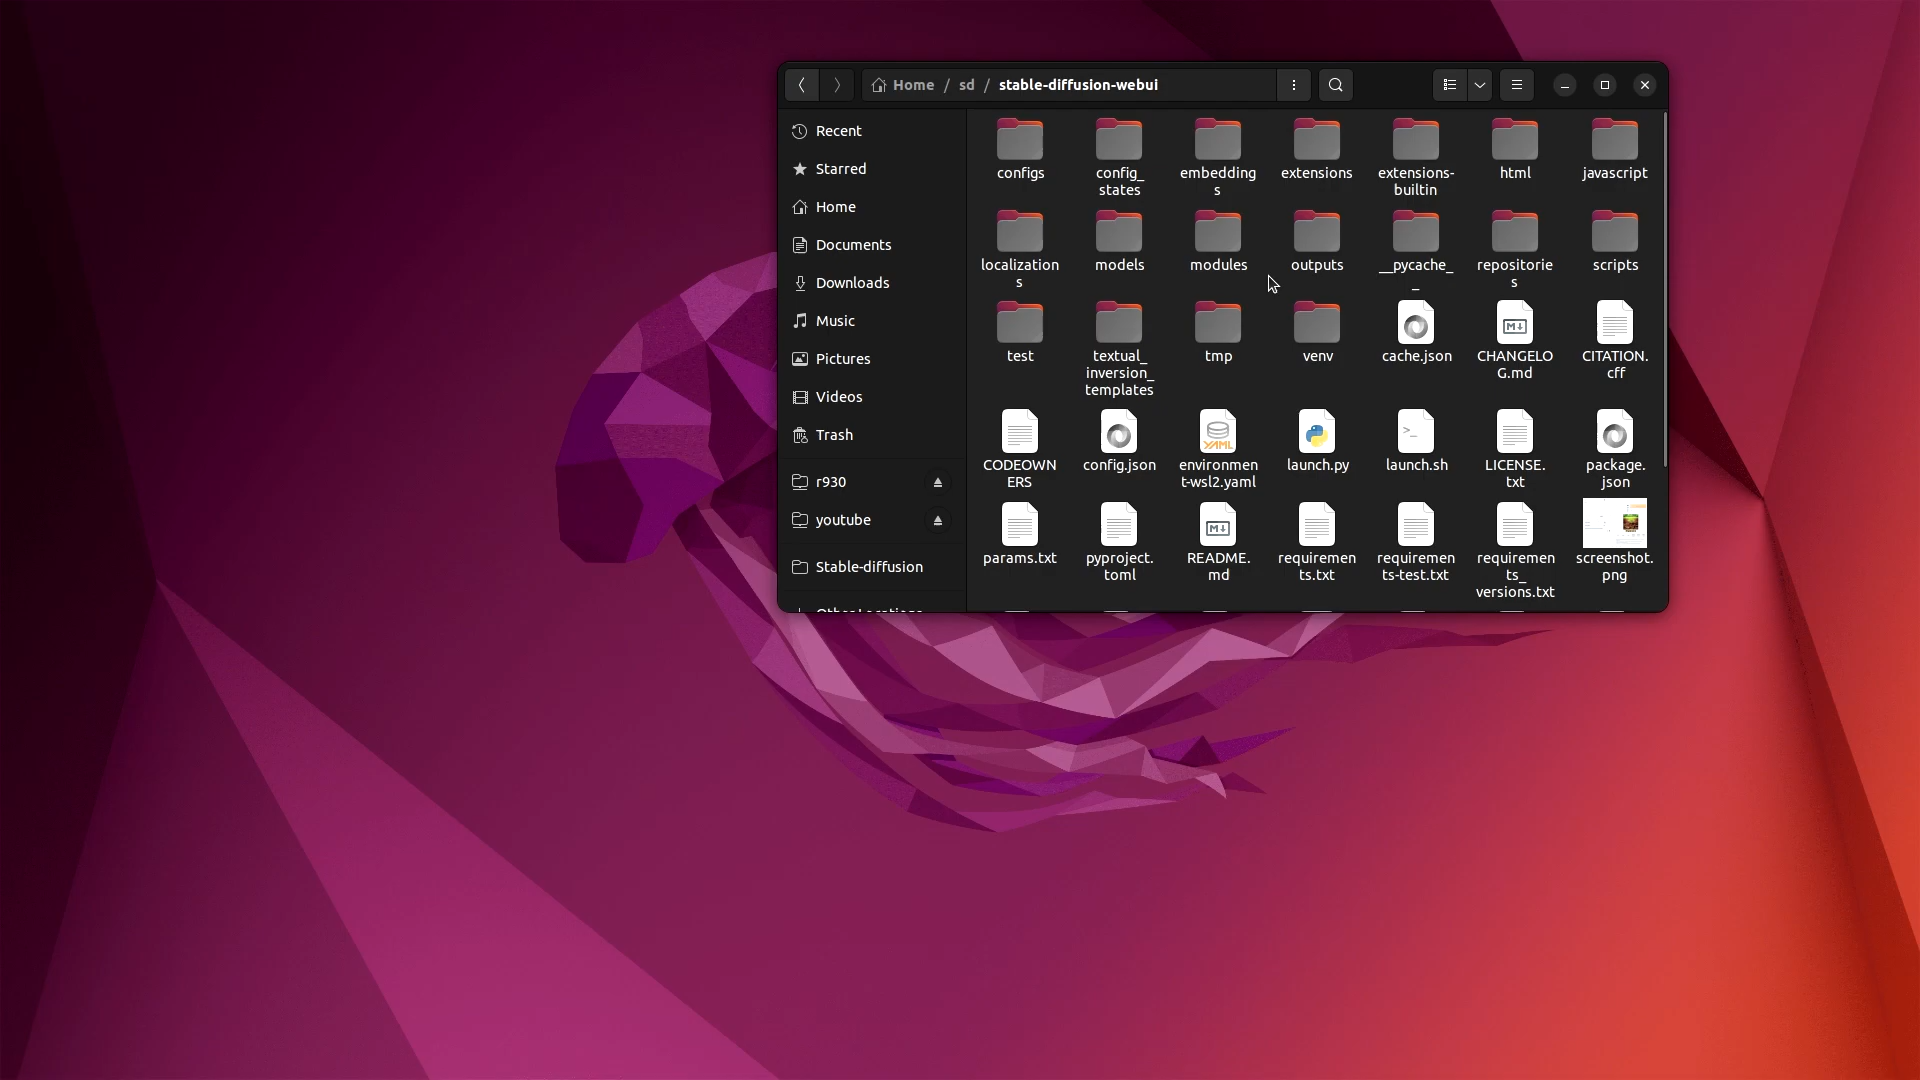 Home / sd / stable-diffusion-webui
Recent
Starred
Home
Documents
Downloads
Music
Pictures
Videos
Trash
r930
youtube
Stable-diffusion
Other Locations
configs
config_
states
embedding
s
extensions
extensions-
builtin
html
javascript
localization
s
models
modules
outputs
__pycache_
_
repositorie
s
scripts
test
textual_
inversion_
templates
tmp
venv
cache.json
CHANGELO
G.md
CITATION.
cff
CODEOWN
ERS
config.json
YAML
environmen
t-wsl2.yaml
launch.py
>_
launch.sh
LICENSE.
txt
package.
json
params.txt
pyproject.
toml
README.
md
requiremen
ts.txt
requiremen
ts-test.txt
requiremen
ts_
versions.txt
screenshot.
png